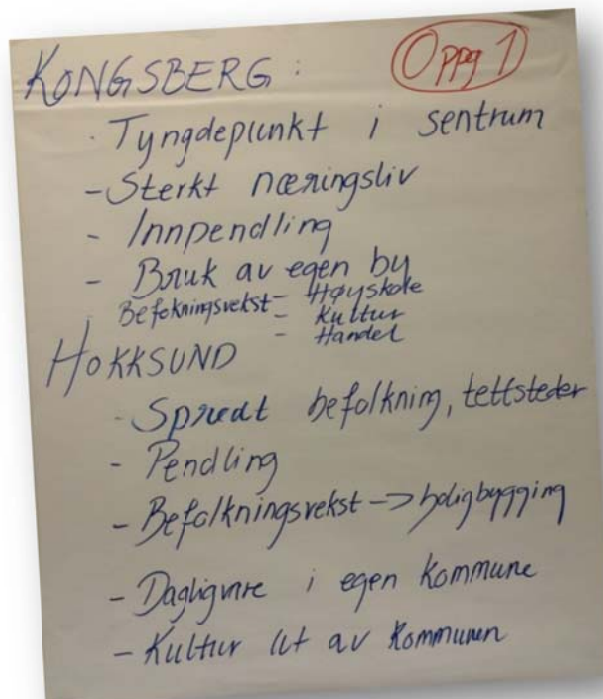 KONGSBERG : Oppg 1
- Tyngdepunkt i sentrum
- Sterkt næringsliv
- Innpendling
- Bruk av egen by
Befokningsvekst - Høyskole
- Kultur
- Handel
HOKKSUND
- Spredt befolkning, tettsteder
- Pendling
- Befolkningsvekst -> boligbygging
- Dagligvare i egen kommune
- Kultur ut av kommunen